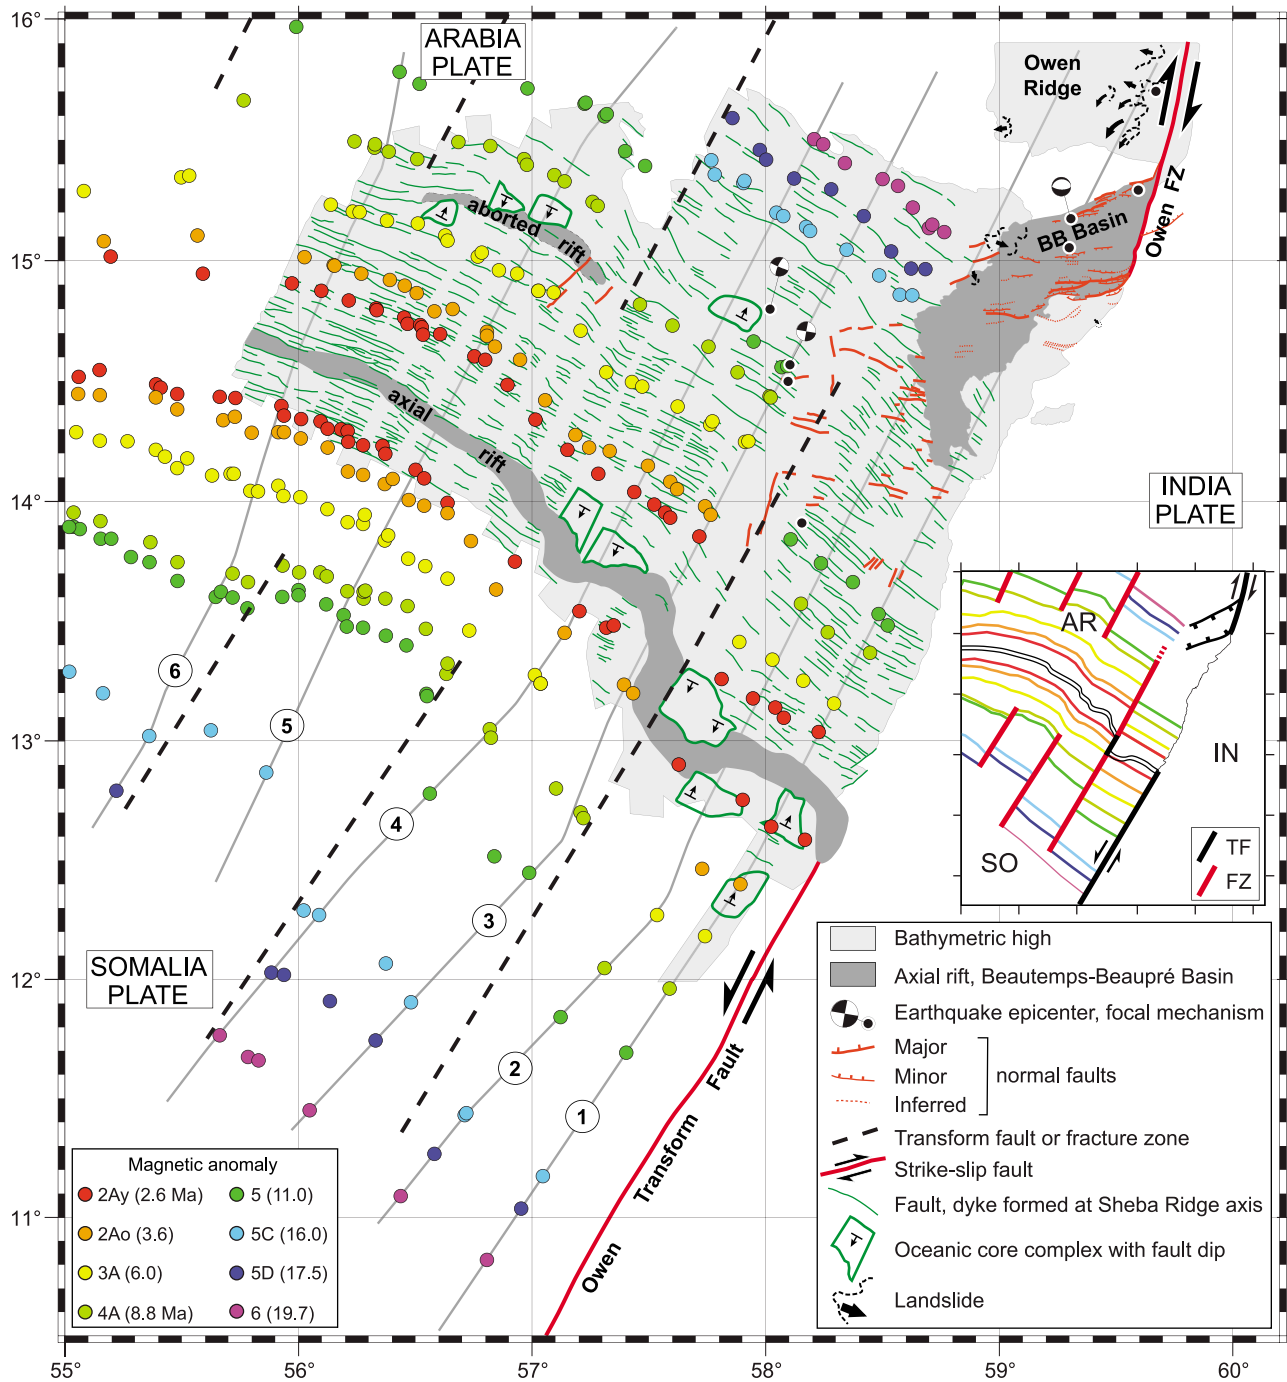 16°
15°
14°
13°
12°
11°
55°
56°
57°
58°
59°
60°
ARABIA
PLATE
Owen
Ridge
aborted
rift
BB Basin
Owen FZ
axial
rift
INDIA
PLATE
6
5
4
3
2
1
SOMALIA
PLATE
Owen
Transform
Fault
AR
IN
SO
TF
FZ
Magnetic anomaly
2Ay (2.6 Ma)
2Ao (3.6)
3A (6.0)
4A (8.8 Ma)
5 (11.0)
5C (16.0)
5D (17.5)
6 (19.7)
Bathymetric high
Axial rift, Beautemps-Beaupré Basin
Earthquake epicenter, focal mechanism
Major
Minor
Inferred
normal faults
Transform fault or fracture zone
Strike-slip fault
Fault, dyke formed at Sheba Ridge axis
Oceanic core complex with fault dip
Landslide